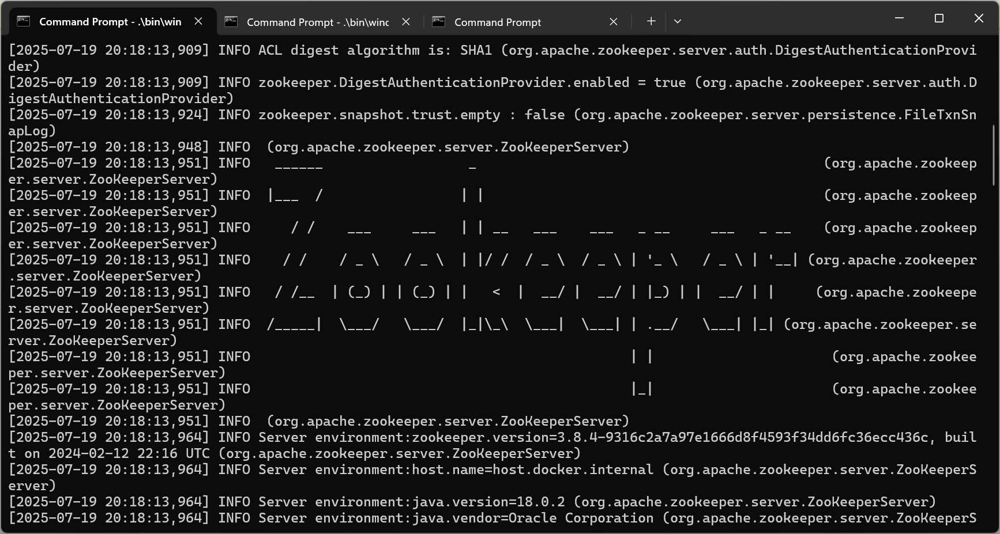 Command Prompt - .\bin\win
Command Prompt - .\bin\winc
Command Prompt
[2025-07-19 20:18:13,909] INFO ACL digest algorithm is: SHA1 (org.apache.zookeeper.server.auth.DigestAuthenticationProvi
der)
[2025-07-19 20:18:13,909] INFO zookeeper.DigestAuthenticationProvider.enabled = true (org.apache.zookeeper.server.auth.D
igestAuthenticationProvider)
[2025-07-19 20:18:13,924] INFO zookeeper.snapshot.trust.empty : false (org.apache.zookeeper.server.persistence.FileTxnSn
apLog)
[2025-07-19 20:18:13,948] INFO  (org.apache.zookeeper.server.ZooKeeperServer)
[2025-07-19 20:18:13,951] INFO   ______                  _                                           (org.apache.zookeep
er.server.ZooKeeperServer)
[2025-07-19 20:18:13,951] INFO  |___  /                 | |                                          (org.apache.zookeep
er.server.ZooKeeperServer)
[2025-07-19 20:18:13,951] INFO     / /    ___     ___   | | __   ___    ___   _ __     ___   _ __    (org.apache.zookeep
er.server.ZooKeeperServer)
[2025-07-19 20:18:13,951] INFO    / /    / _ \   / _ \  | |/ /  / _ \  / _ \ | '_ \   / _ \ | '__| (org.apache.zookeeper
.server.ZooKeeperServer)
[2025-07-19 20:18:13,951] INFO   / /__  | (_) | | (_) | |   <  |  __/ |  __/ | |_) | |  __/ | |     (org.apache.zookeepe
r.server.ZooKeeperServer)
[2025-07-19 20:18:13,951] INFO  /_____|  \___/   \___/  |_|\_\  \___|  \___| | .__/   \___| |_| (org.apache.zookeeper.se
rver.ZooKeeperServer)
[2025-07-19 20:18:13,951] INFO                                               | |                      (org.apache.zookee
per.server.ZooKeeperServer)
[2025-07-19 20:18:13,951] INFO                                               |_|                      (org.apache.zookee
per.server.ZooKeeperServer)
[2025-07-19 20:18:13,951] INFO  (org.apache.zookeeper.server.ZooKeeperServer)
[2025-07-19 20:18:13,964] INFO Server environment:zookeeper.version=3.8.4-9316c2a7a97e1666d8f4593f34dd6fc36ecc436c, buil
t on 2024-02-12 22:16 UTC (org.apache.zookeeper.server.ZooKeeperServer)
[2025-07-19 20:18:13,964] INFO Server environment:host.name=host.docker.internal (org.apache.zookeeper.server.ZooKeeperS
erver)
[2025-07-19 20:18:13,964] INFO Server environment:java.version=18.0.2 (org.apache.zookeeper.server.ZooKeeperServer)
[2025-07-19 20:18:13,964] INFO Server environment:java.vendor=Oracle Corporation (org.apache.zookeeper.server.ZooKeeperS